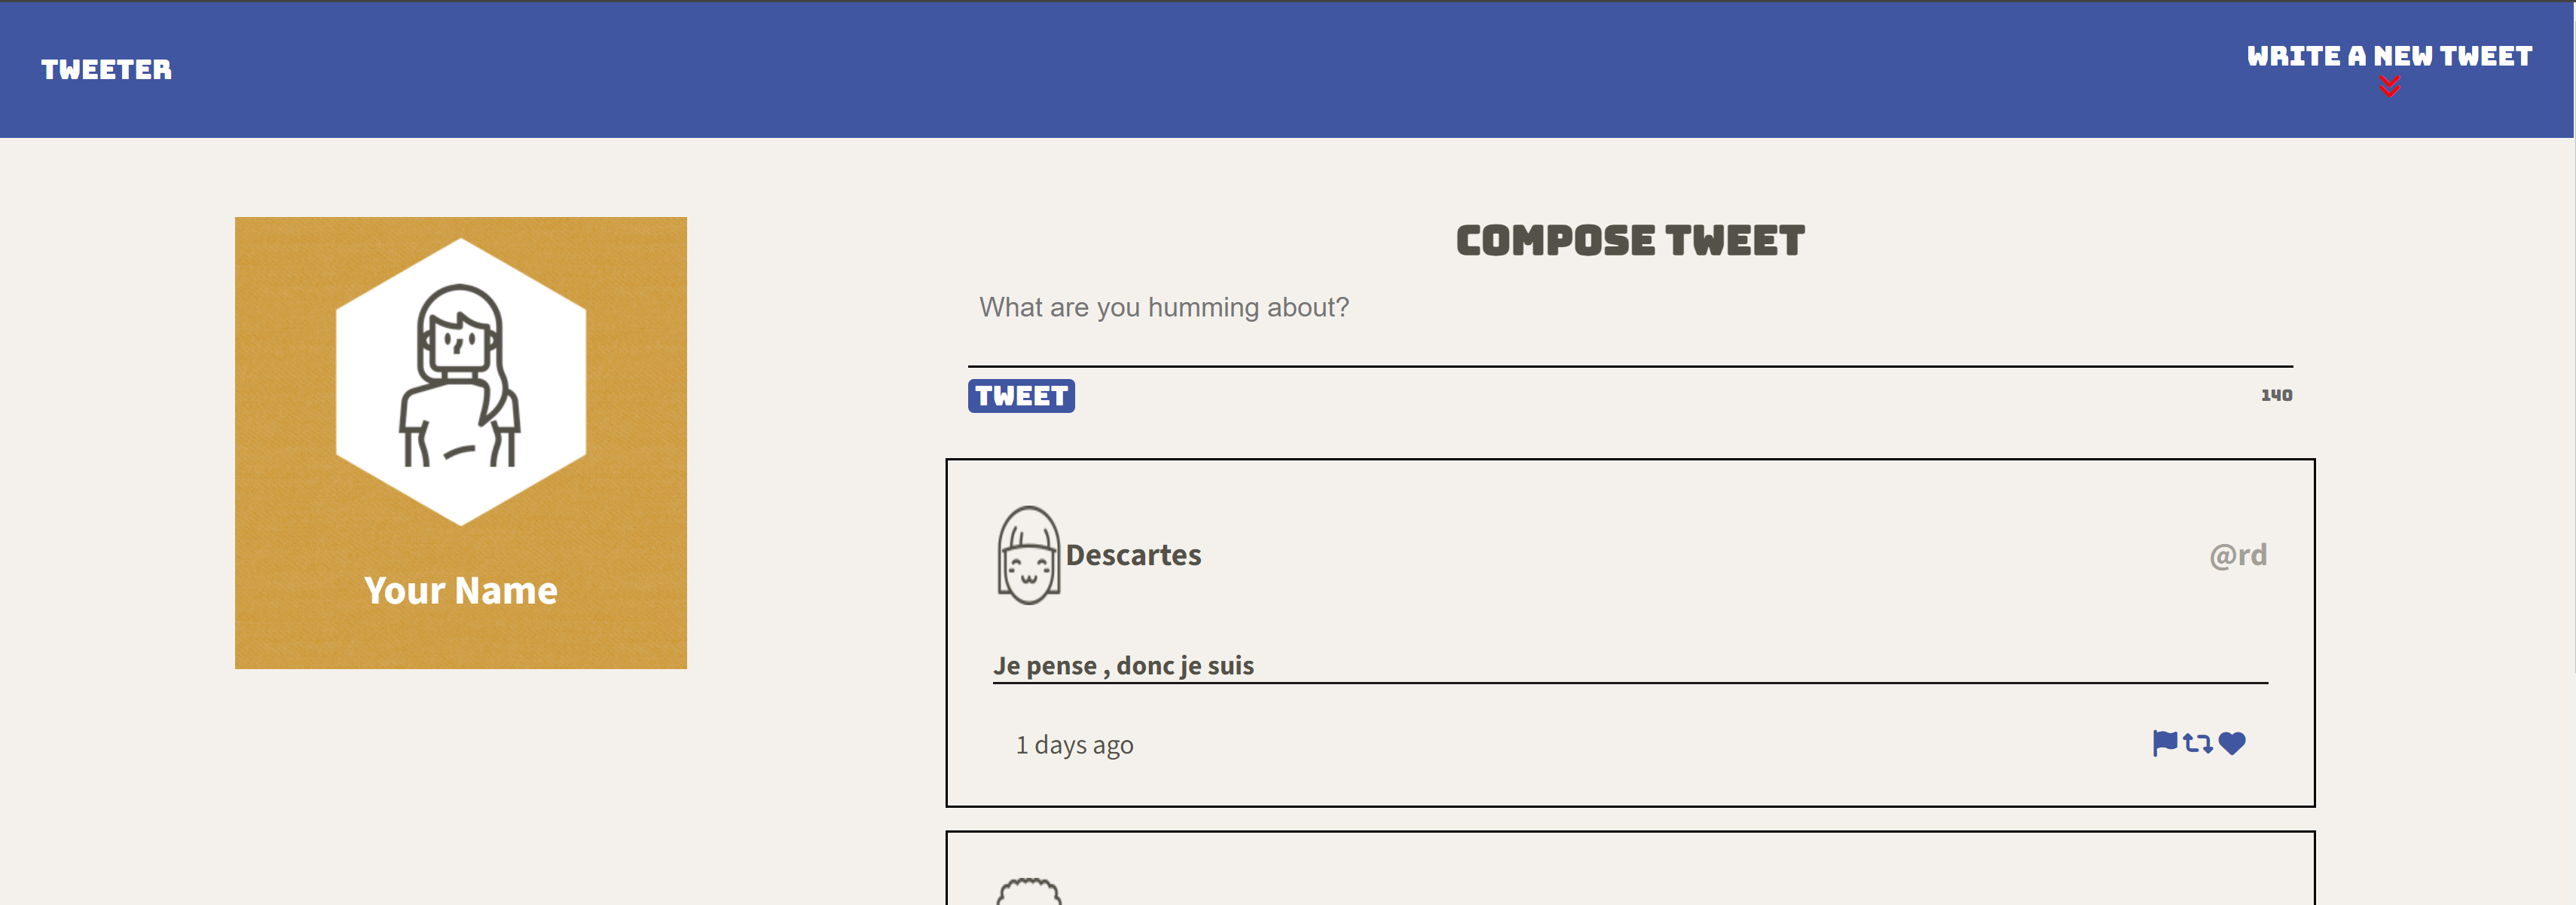 TWEETER
WRITE A NEW TWEET
COMPOSE TWEET
What are you humming about?
TWEET
140
Your Name
Descartes
@rd
Je pense , donc je suis
1 days ago